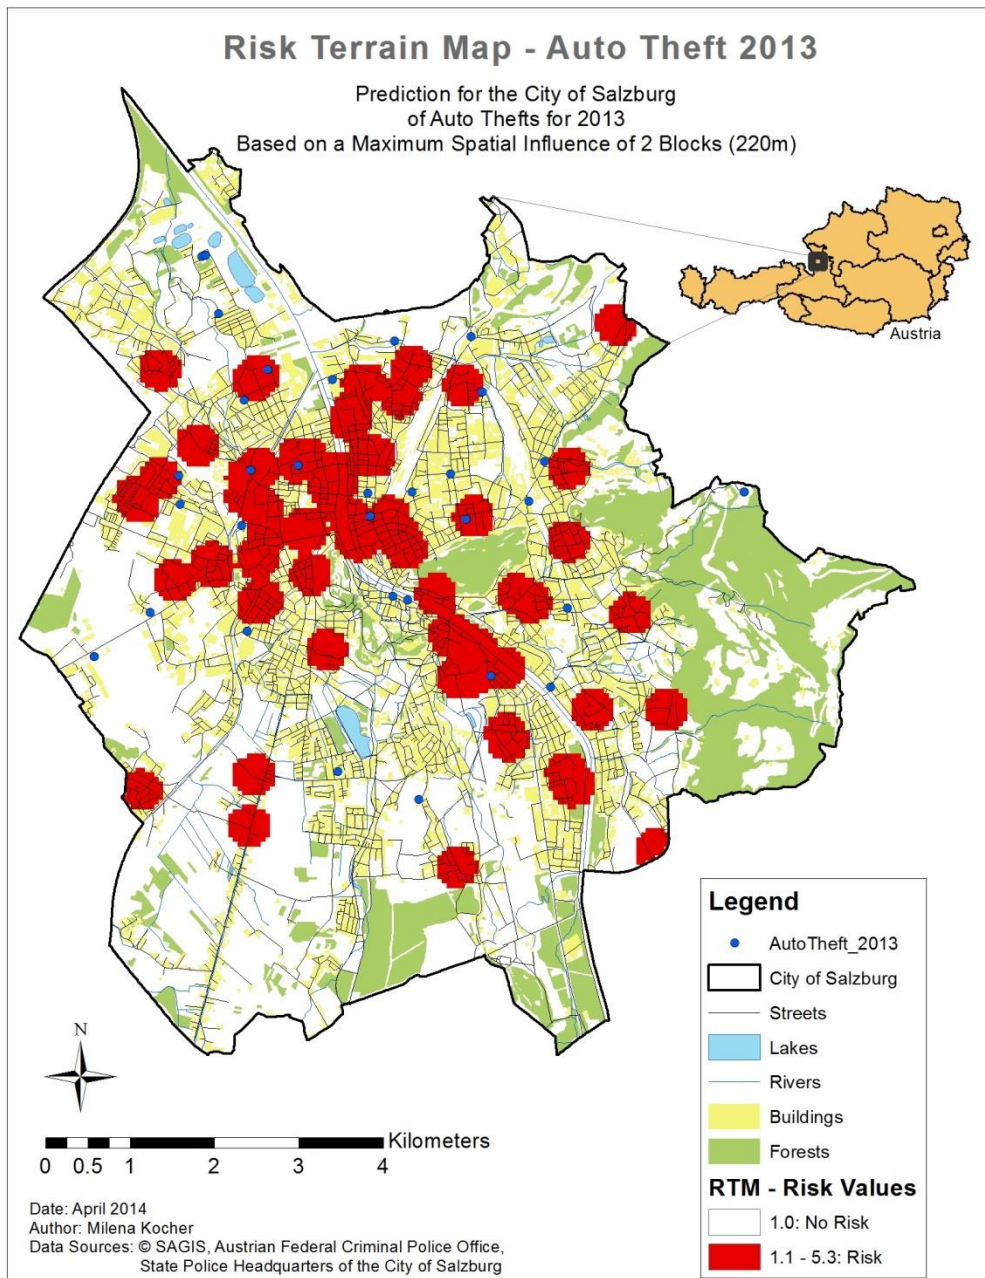 Risk Terrain Map - Auto Theft 2013
Prediction for the City of Salzburg
of Auto Thefts for 2013
Based on a Maximum Spatial Influence of 2 Blocks (220m)
Austria
Legend
AutoTheft_2013
City of Salzburg
Streets
Lakes
Rivers
Buildings
Forests
RTM - Risk Values
1.0: No Risk
1.1 - 5.3: Risk
N
Kilometers
0 0.5 1 2 3 4
Date: April 2014
Author: Milena Kocher
Data Sources: © SAGIS, Austrian Federal Criminal Police Office,
State Police Headquarters of the City of Salzburg